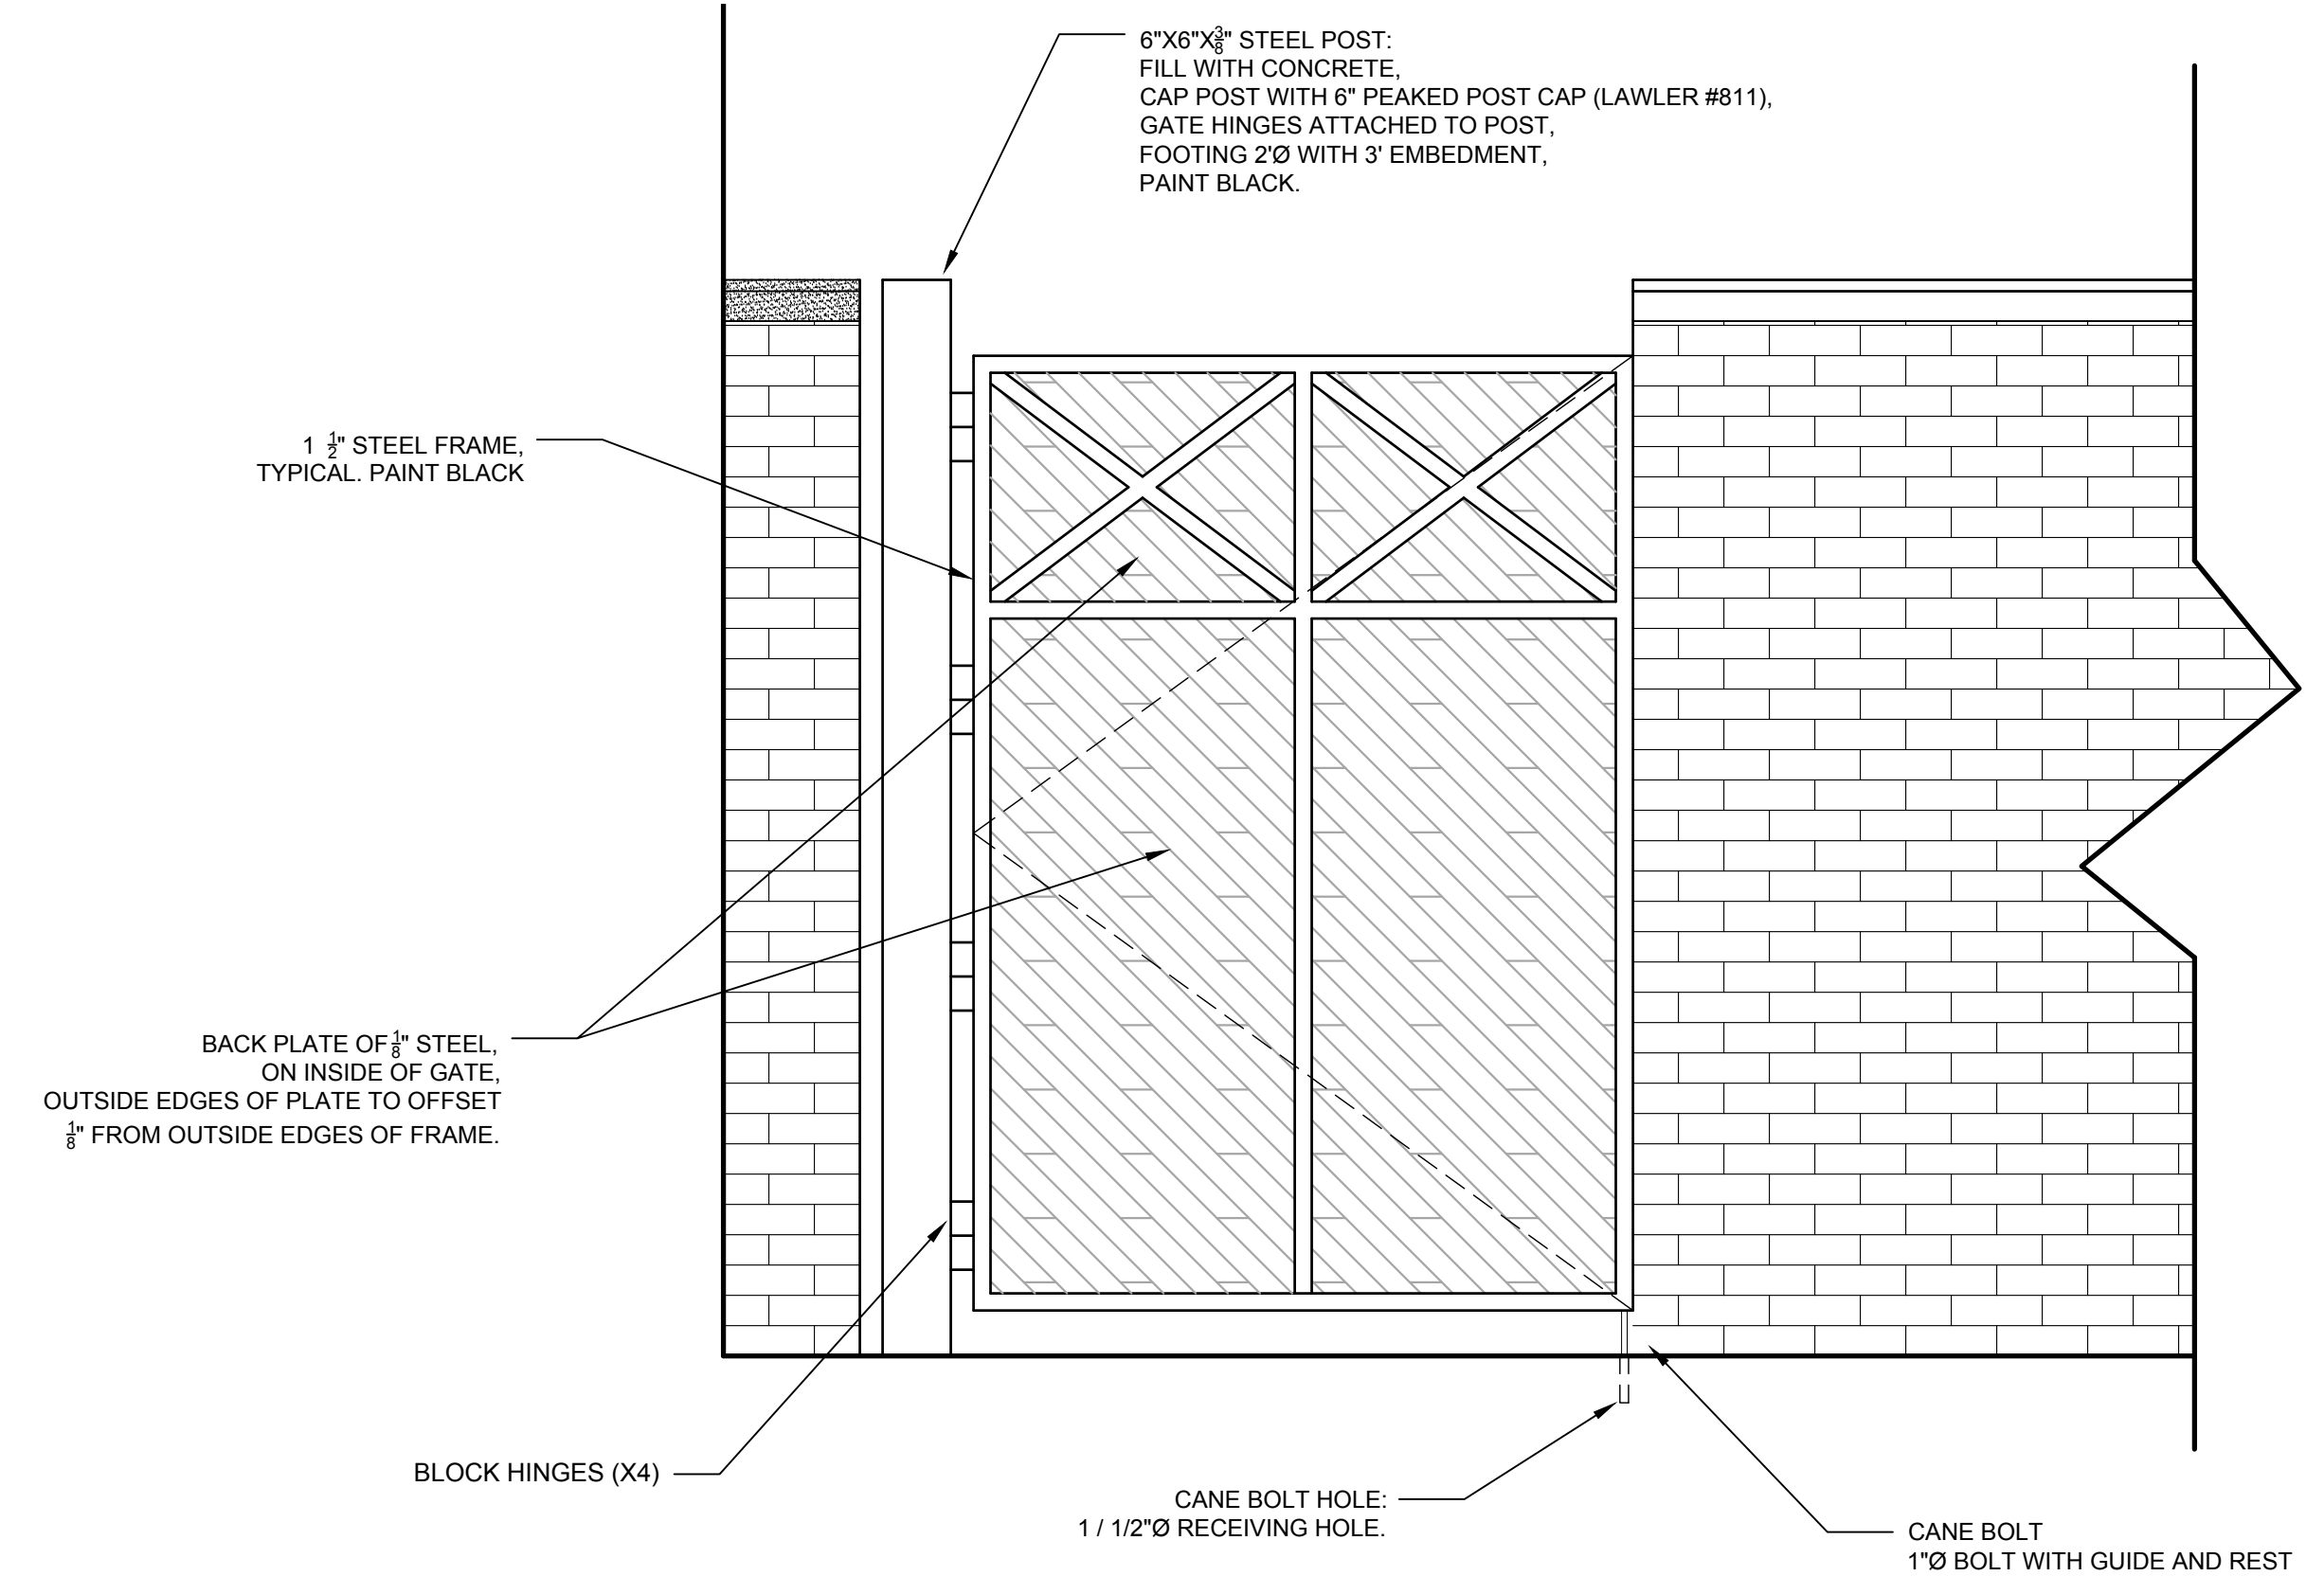 6"X6"X3/8" STEEL POST:
FILL WITH CONCRETE,
CAP POST WITH 6" PEAKED POST CAP (LAWLER #811),
GATE HINGES ATTACHED TO POST,
FOOTING 2'Ø WITH 3' EMBEDMENT,
PAINT BLACK.
1 1/2" STEEL FRAME,
TYPICAL. PAINT BLACK
BACK PLATE OF 1/8" STEEL,
ON INSIDE OF GATE,
OUTSIDE EDGES OF PLATE TO OFFSET
1/8" FROM OUTSIDE EDGES OF FRAME.
BLOCK HINGES (X4)
CANE BOLT HOLE:
1 / 1/2"Ø RECEIVING HOLE.
CANE BOLT
1"Ø BOLT WITH GUIDE AND REST